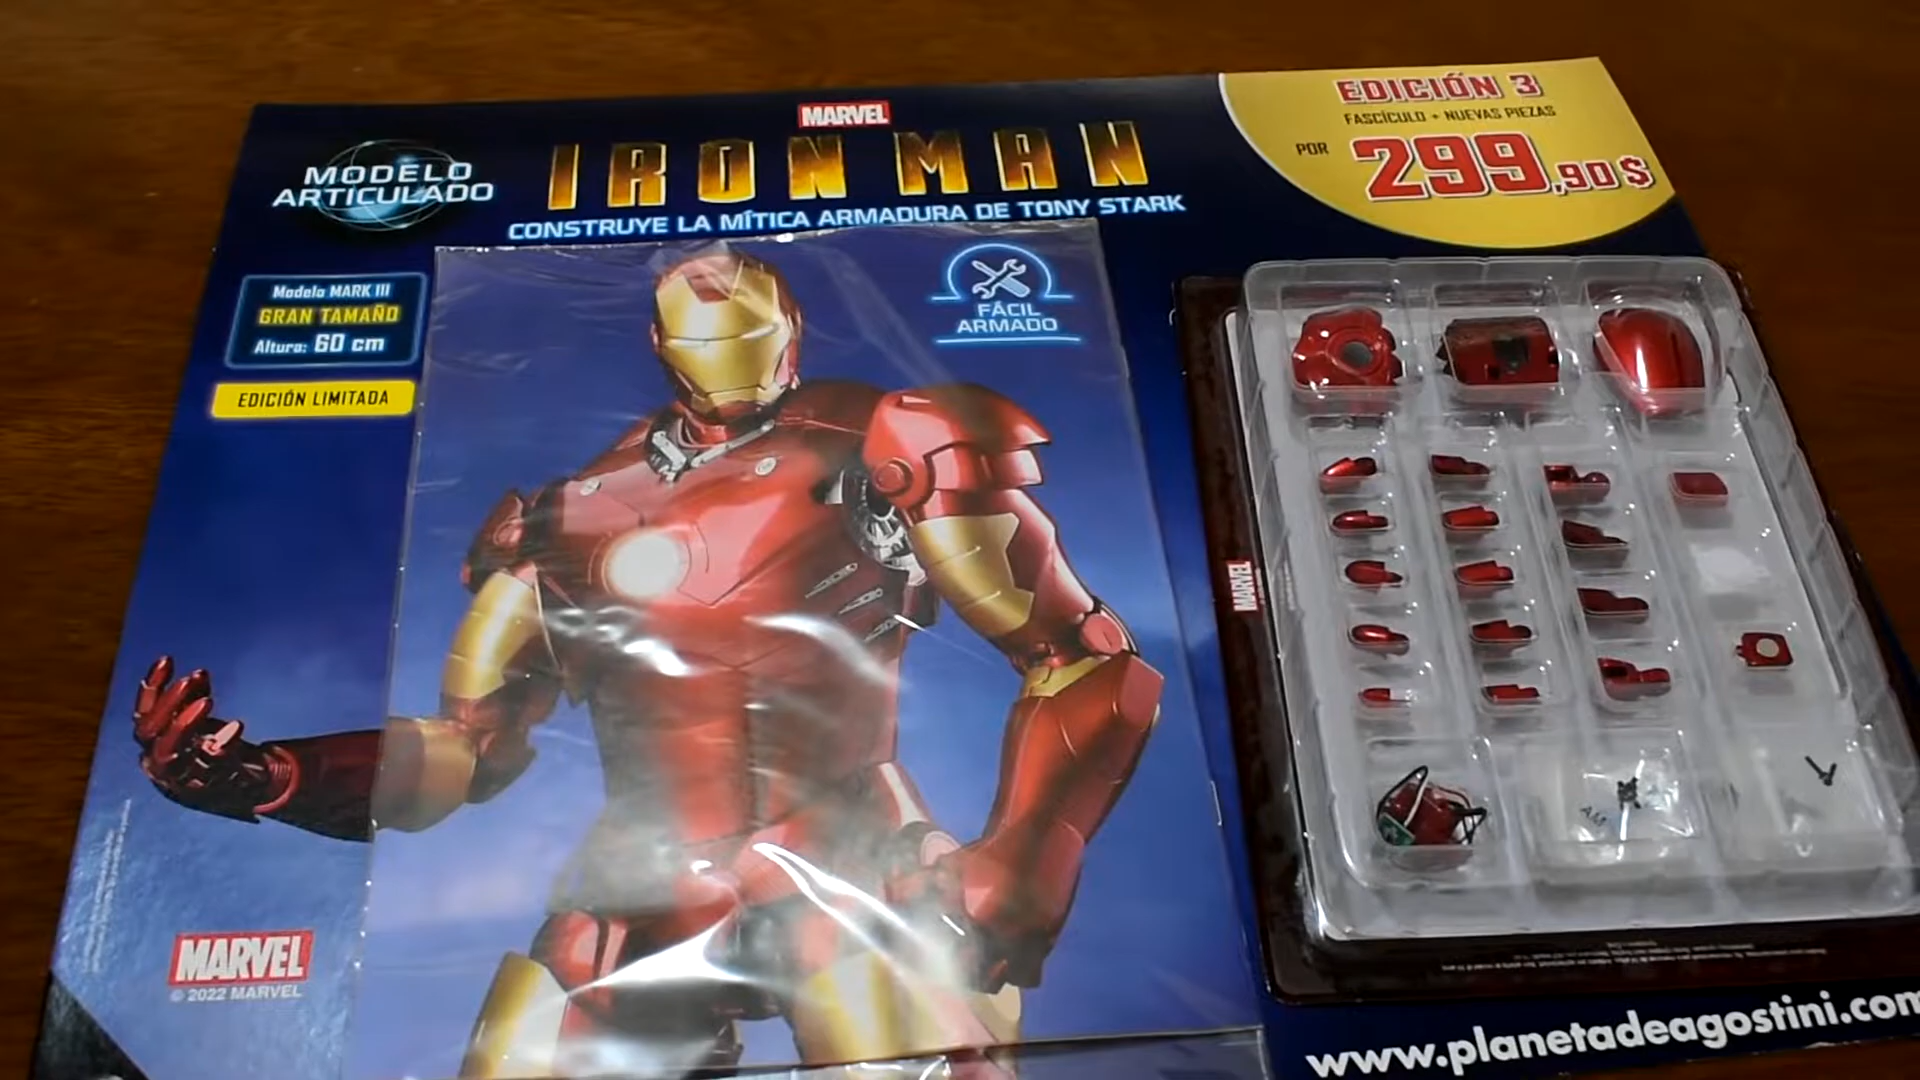 MARVEL
IRON MAN
CONSTRUYE LA MÍTICA ARMADURA DE TONY STARK
MODELO
ARTICULADO
EDICIÓN 3
FASCÍCULO + NUEVAS PIEZAS
POR 299,90$
Modelo MARK III
GRAN TAMAÑO
Altura: 60 cm
EDICIÓN LIMITADA
FÁCIL
ARMADO
MARVEL
AM
MARVEL
© 2022 MARVEL
www.planetadeagostini.com